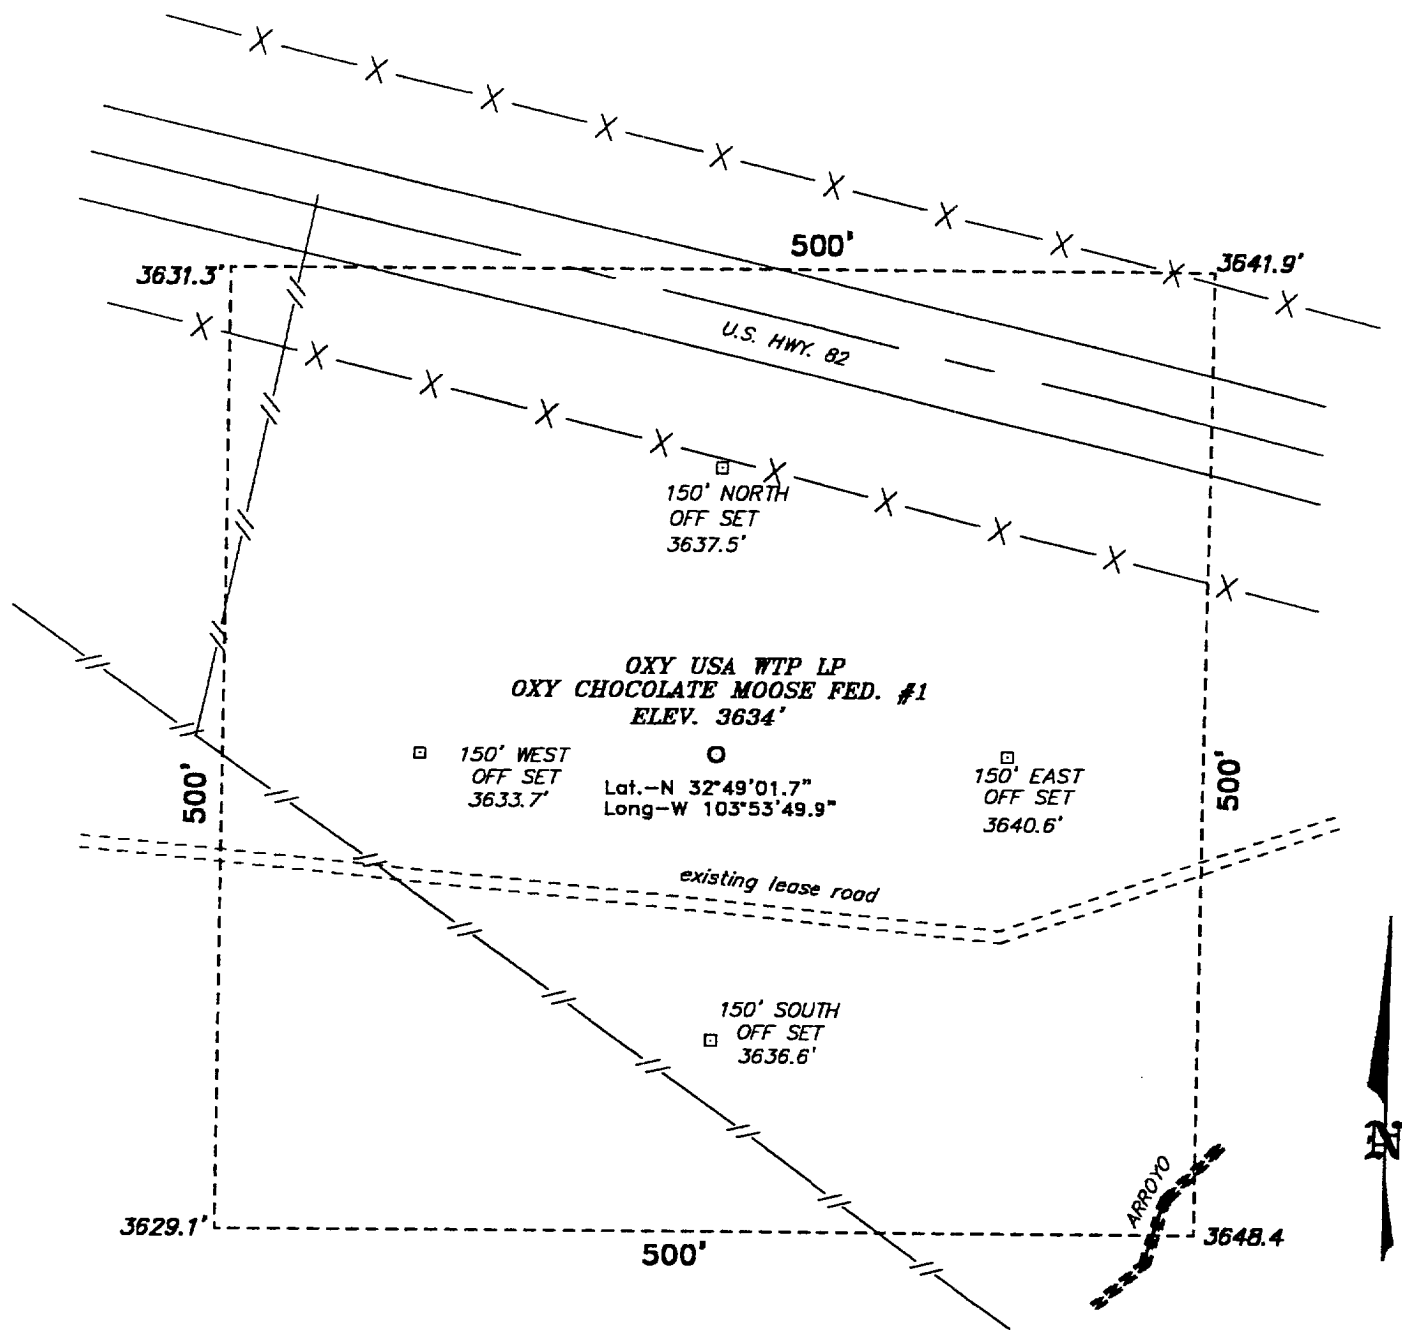 500'
3631.3'
3641.9'
U.S. HWY. 82
150' NORTH
OFF SET
3637.5'
OXY USA WTP LP
OXY CHOCOLATE MOOSE FED. #1
ELEV. 3634'
150' WEST
OFF SET
3633.7'
Lat.-N 32°49'01.7"
Long-W 103°53'49.9"
150' EAST
OFF SET
3640.6'
500'
500'
existing lease road
150' SOUTH
OFF SET
3636.6'
N
ARROYO
3629.1'
500'
3648.4